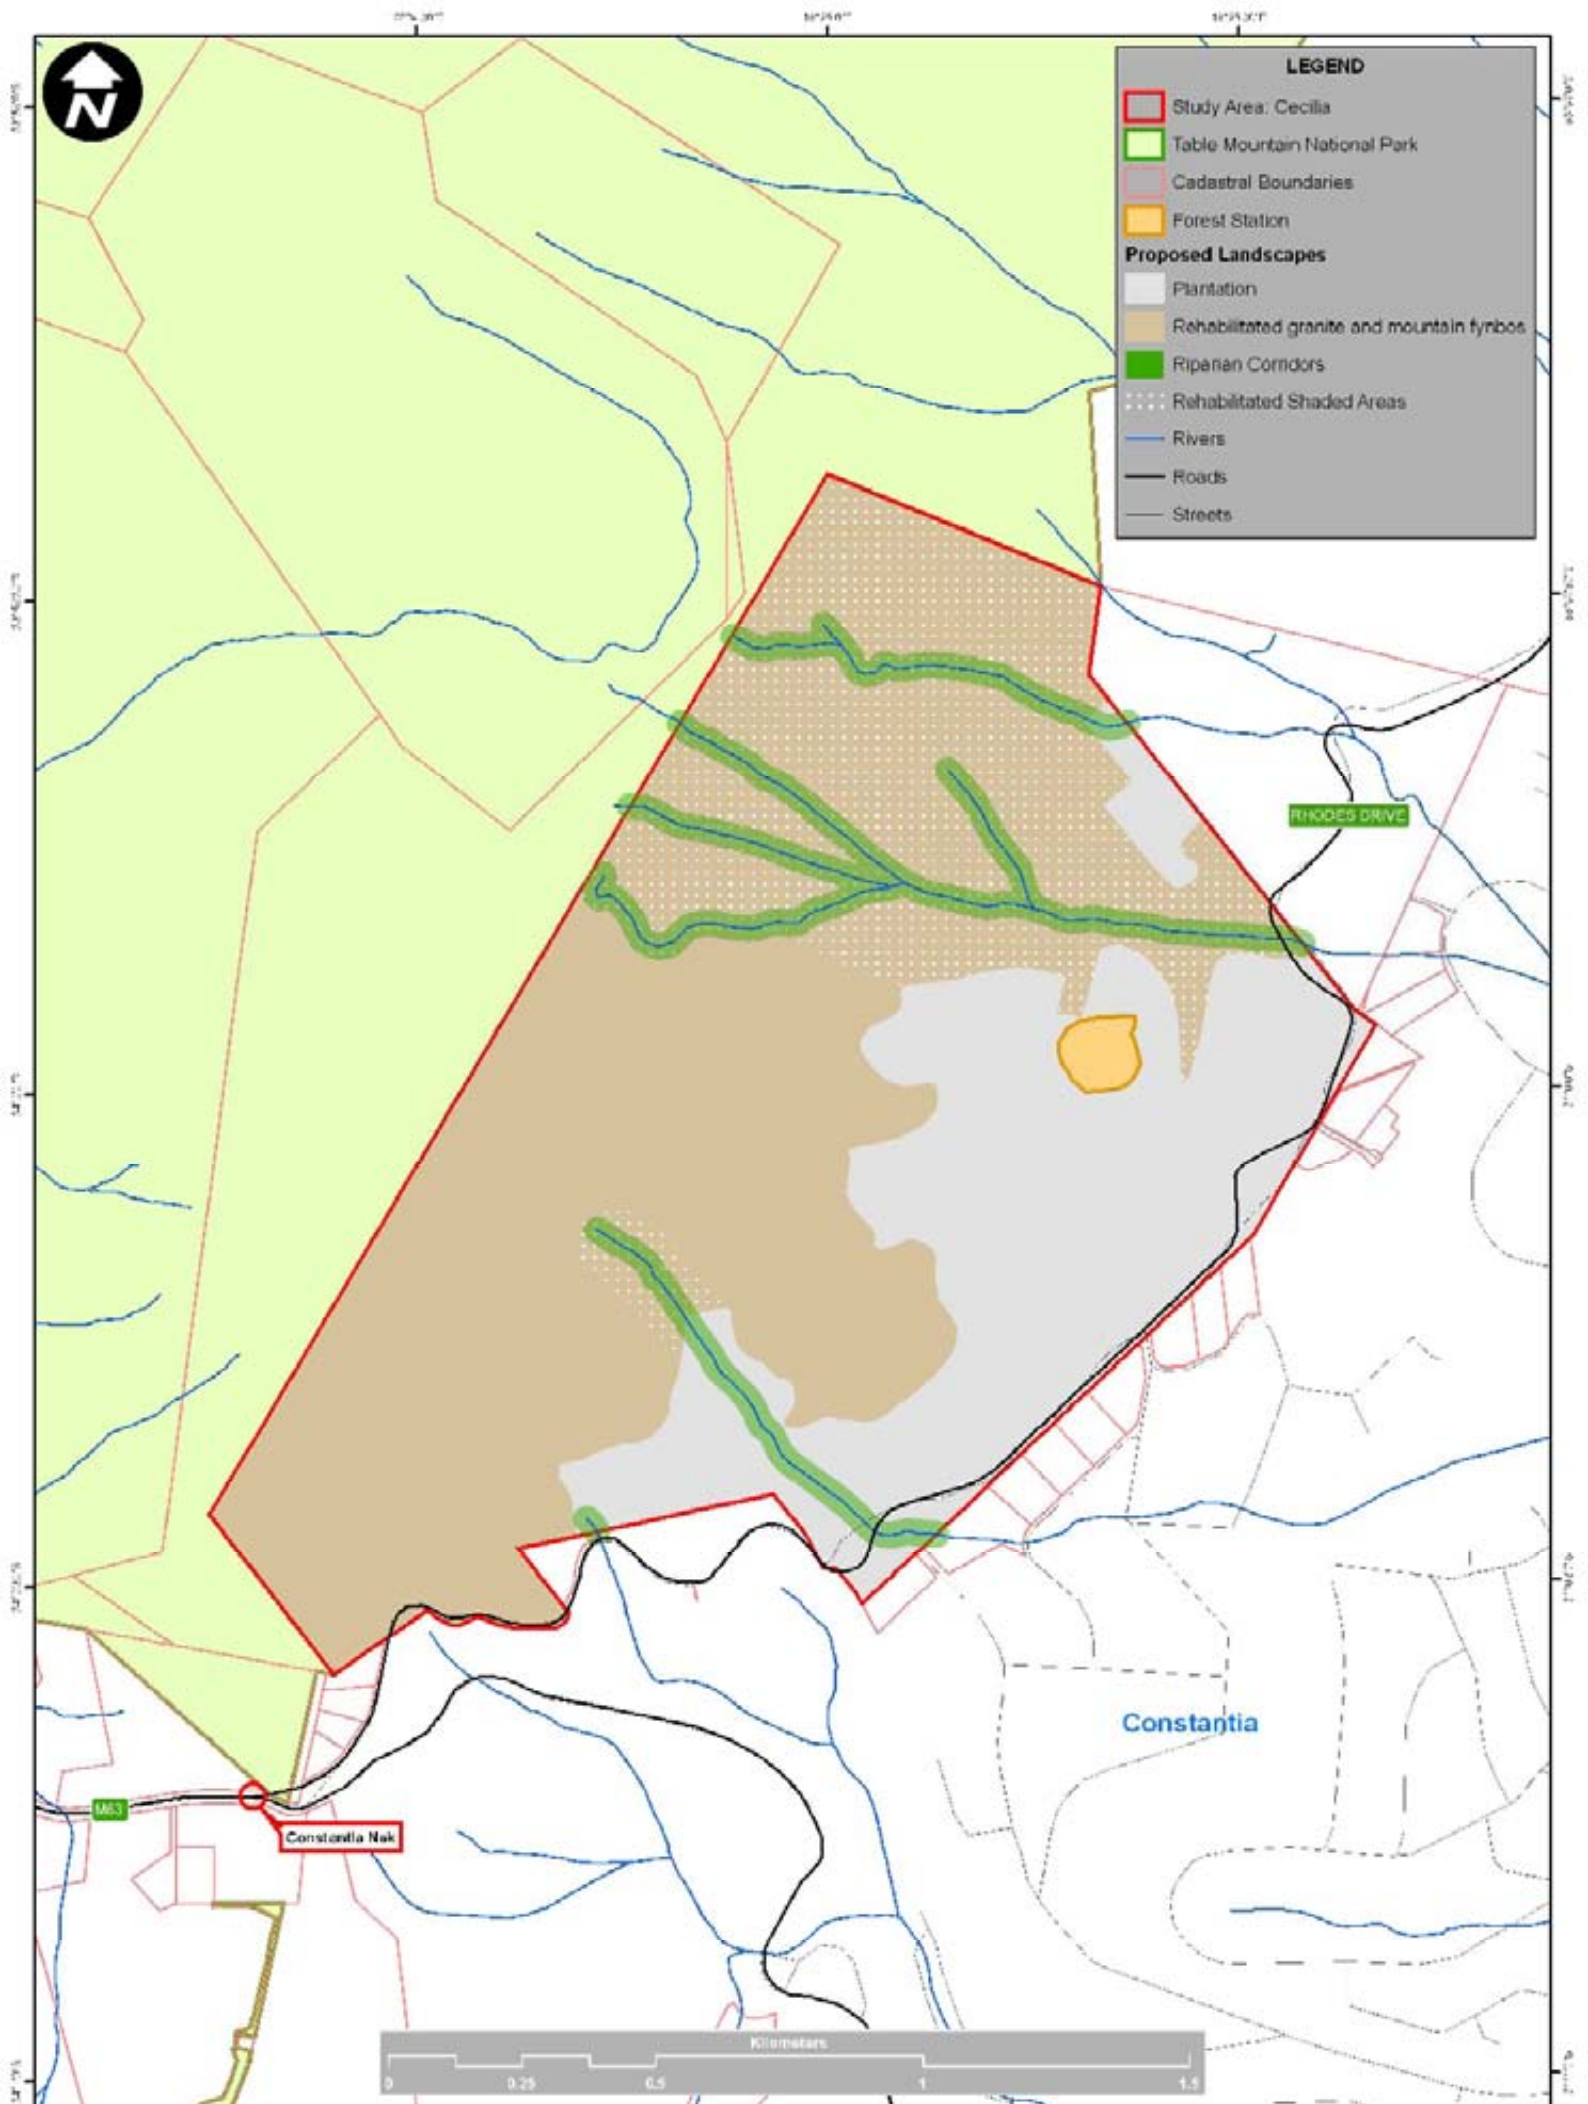 N
LEGEND
Study Area: Cecilia
Table Mountain National Park
Cadastral Boundaries
Forest Station
Proposed Landscapes
Plantation
Rehabilitated granite and mountain fynbos
Riparian Corridors
Rehabilitated Shaded Areas
Rivers
Roads
Streets
RHODES DRIVE
Constantia
M63
Constantia Nek
Kilometers
0 0.25 0.5 1 1.5